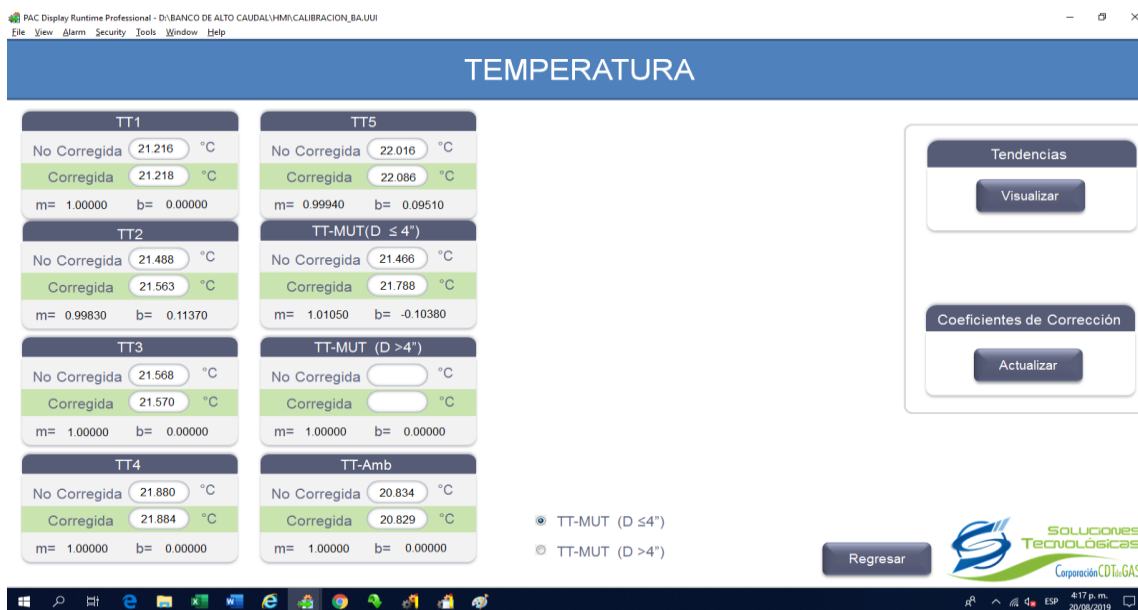 PAC Display Runtime Professional - D:\BANCO DE ALTO CAUDAL\HMI\CALIBRACION_BA.UUI
File View Alarm Security Tools Window Help
TEMPERATURA
TT1
No Corregida 21.216 °C
Corregida 21.218 °C
m= 1.00000 b= 0.00000
TT2
No Corregida 21.488 °C
Corregida 21.563 °C
m= 0.99830 b= 0.11370
TT3
No Corregida 21.568 °C
Corregida 21.570 °C
m= 1.00000 b= 0.00000
TT4
No Corregida 21.880 °C
Corregida 21.884 °C
m= 1.00000 b= 0.00000
TT5
No Corregida 22.016 °C
Corregida 22.086 °C
m= 0.99940 b= 0.09510
TT-MUT(D ≤ 4")
No Corregida 21.466 °C
Corregida 21.788 °C
m= 1.01050 b= -0.10380
TT-MUT (D >4")
No Corregida °C
Corregida °C
m= 1.00000 b= 0.00000
TT-Amb
No Corregida 20.834 °C
Corregida 20.829 °C
m= 1.00000 b= 0.00000
TT-MUT (D ≤4")
TT-MUT (D >4")
Tendencias
Visualizar
Coeficientes de Corrección
Actualizar
Regresar
Soluciones
Tecnológicas
Corporación CDT de GAS
ESP
4:17 p. m.
20/08/2019